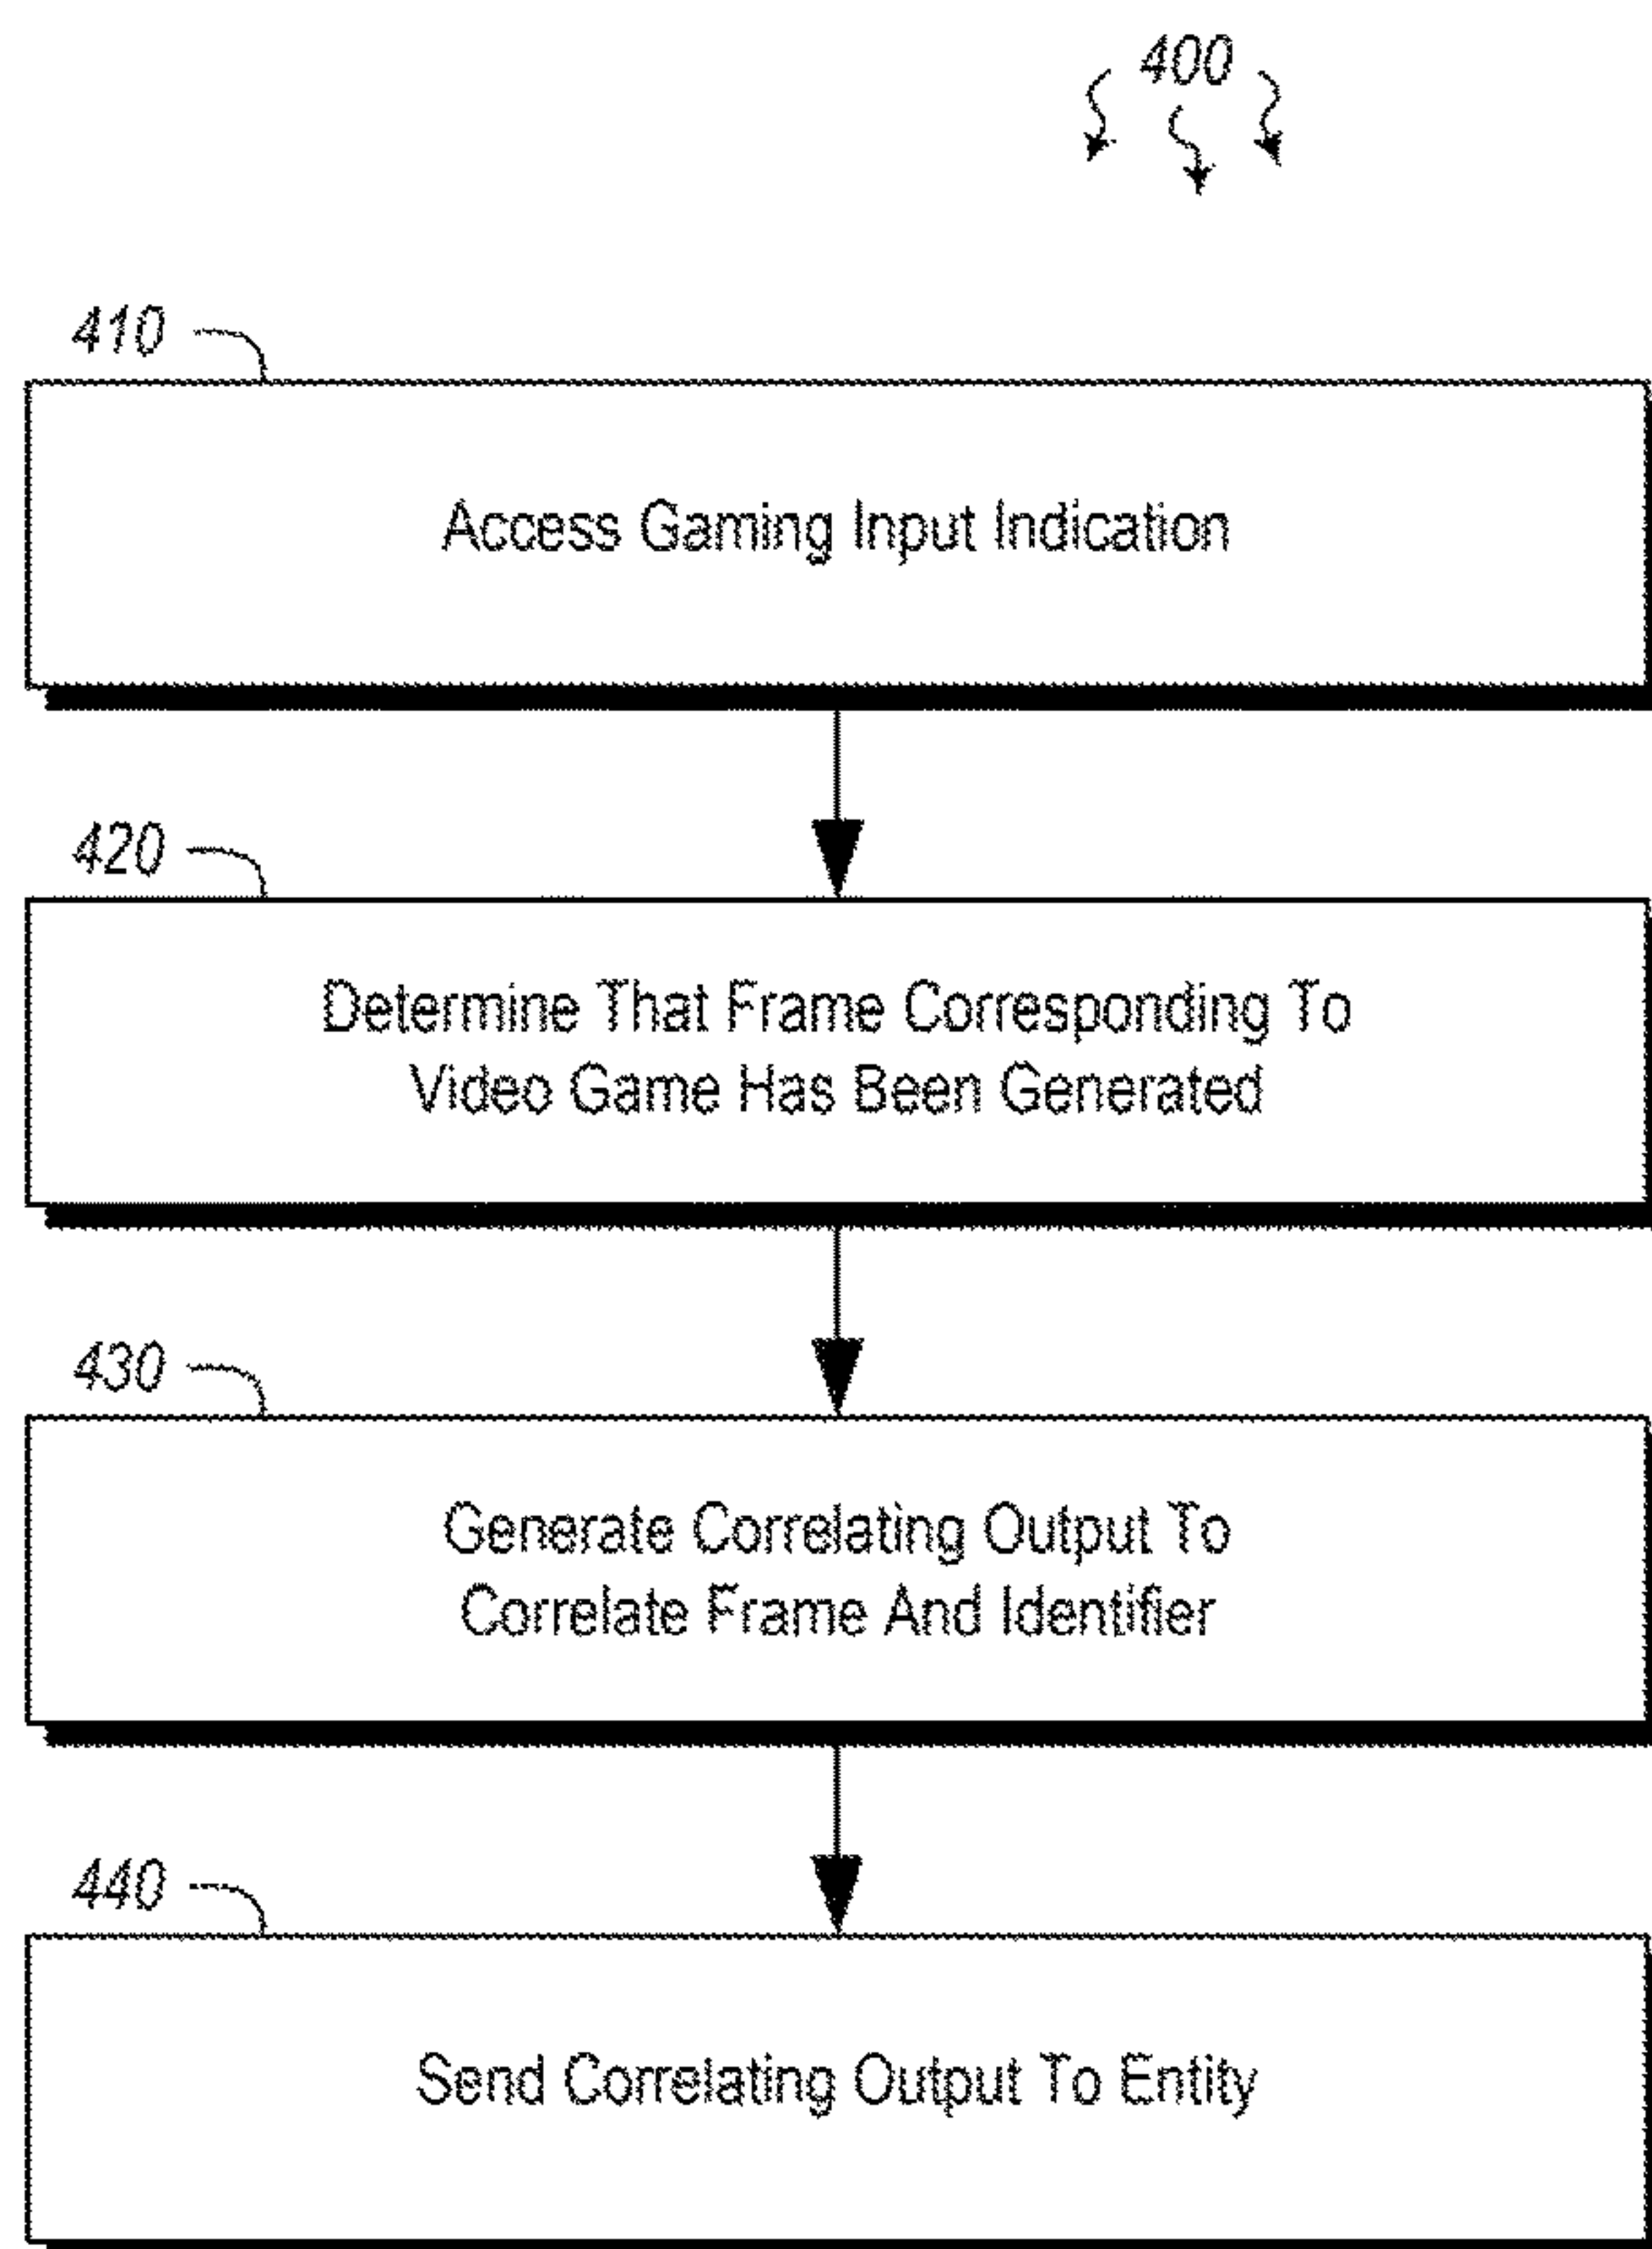 400
410
Access Gaming Input Indication
420
Determine That Frame Corresponding To
Video Game Has Been Generated
430
Generate Correlating Output To
Correlate Frame And Identifier
440
Send Correlating Output To Entity